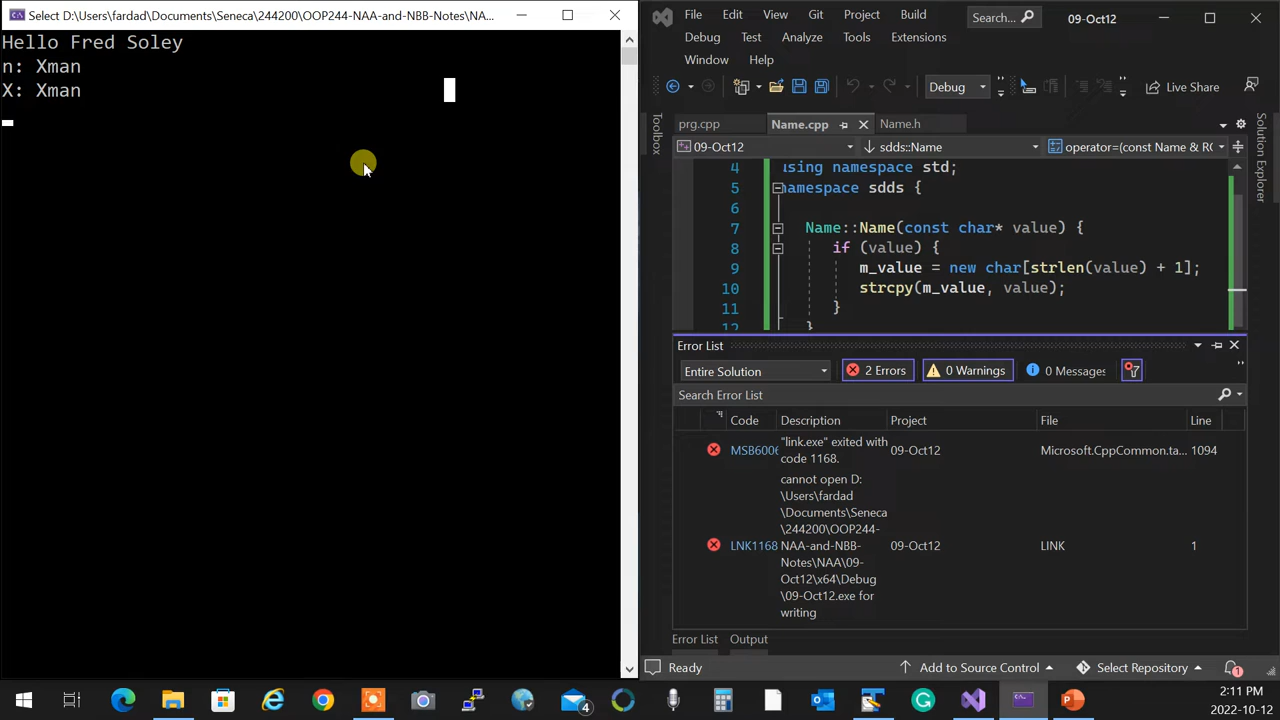 Select D:\Users\fardad\Documents\Seneca\244200\OOP244-NAA-and-NBB-Notes\NA...
Hello Fred Soley
n: Xman
X: Xman
File Edit View Git Project Build
Search...
09-Oct12
Debug Test Analyze Tools Extensions
Window Help
Debug
Live Share
Toolbox
prg.cpp
Name.cpp
Name.h
Solution Explorer
09-Oct12
sdds::Name
operator=(const Name & RO
4 using namespace std;
5 namespace sdds {
6
7 Name::Name(const char* value) {
8 if (value) {
9 m_value = new char[strlen(value) + 1];
10 strcpy(m_value, value);
11 }
12 }
Error List
Entire Solution
2 Errors
0 Warnings
0 Messages
Search Error List
Code Description Project File Line
MSB6006 "link.exe" exited with code 1168. 09-Oct12 Microsoft.CppCommon.ta... 1094
cannot open D:
\Users\fardad
\Documents\Seneca
\244200\OOP244-
LNK1168 NAA-and-NBB- 09-Oct12 LINK 1
Notes\NAA\09-
Oct12\x64\Debug
\09-Oct12.exe for
writing
Error List Output
Ready
Add to Source Control
Select Repository
1
4
2:11 PM
2022-10-12